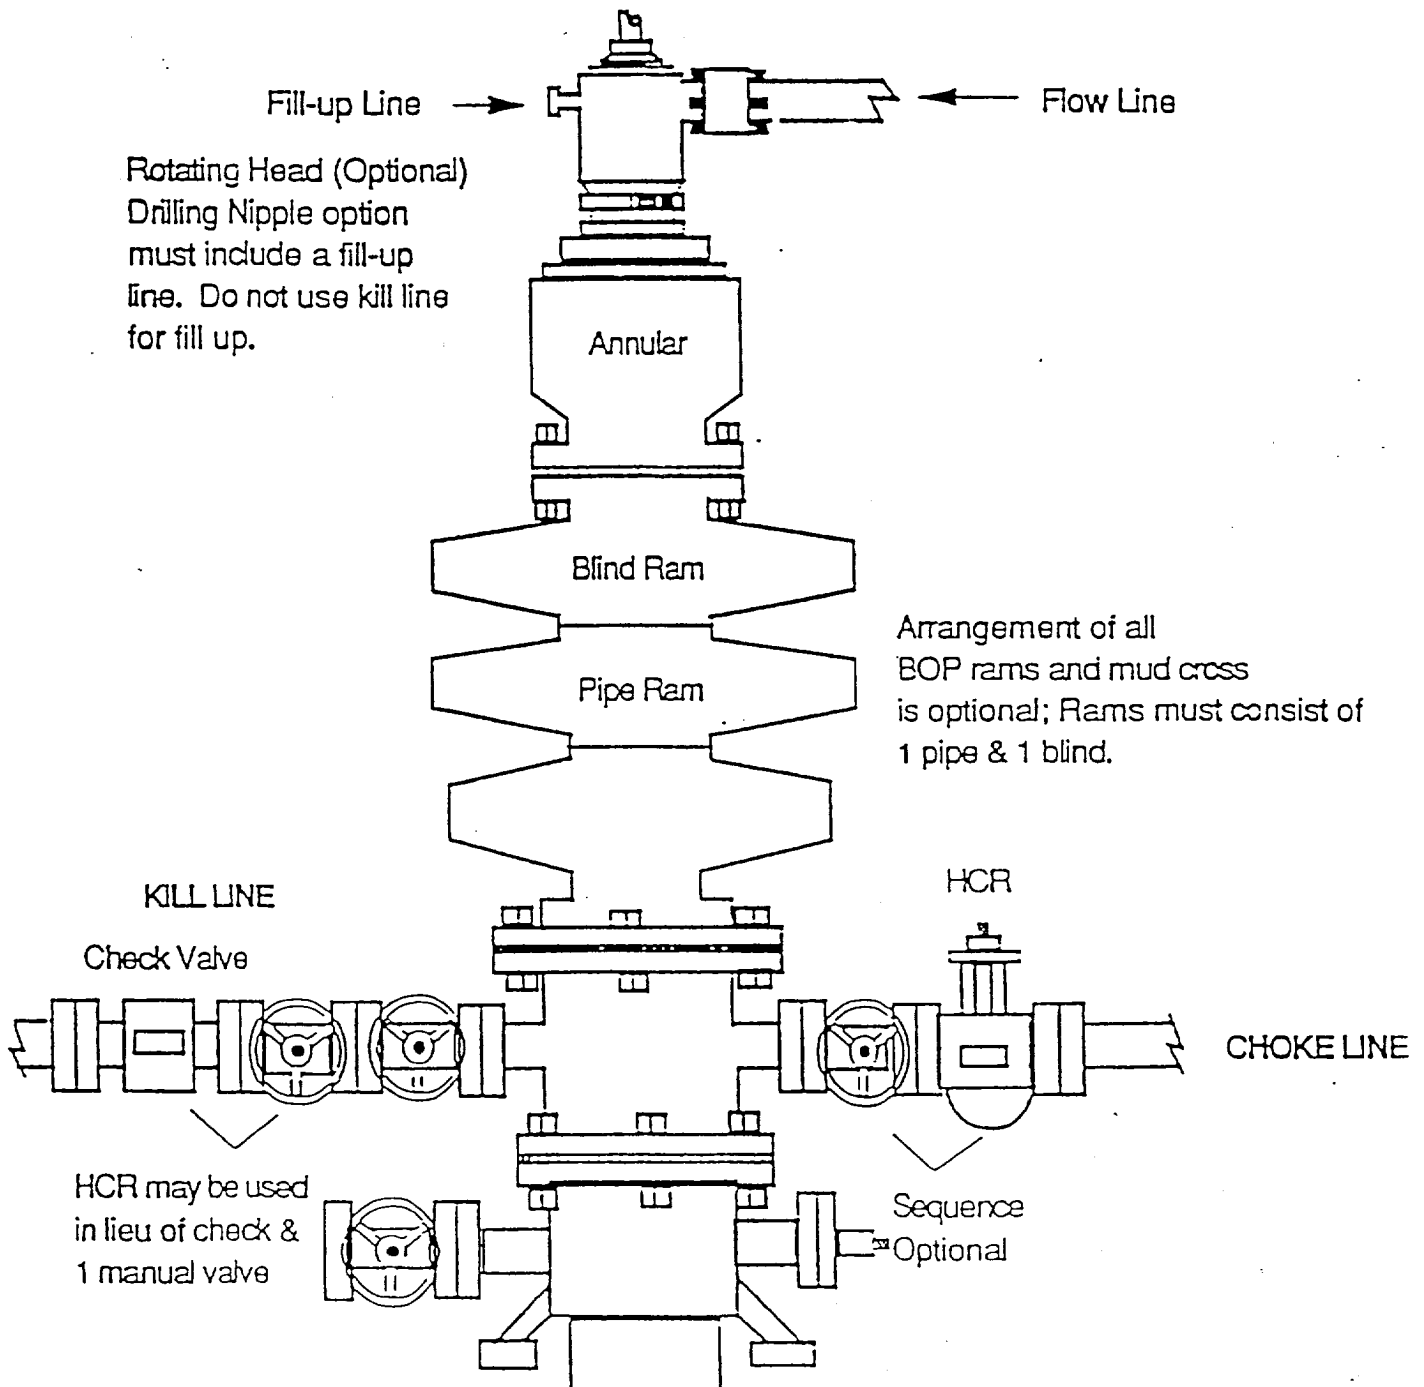 Fill-up Line
Flow Line
Rotating Head (Optional)
Drilling Nipple option
must include a fill-up
line. Do not use kill line
for fill up.
Annular
Blind Ram
Arrangement of all
BOP rams and mud cross
is optional; Rams must consist of
1 pipe & 1 blind.
Pipe Ram
KILL LINE
Check Valve
HCR
CHOKE LINE
HCR may be used
in lieu of check &
1 manual valve
Sequence
Optional